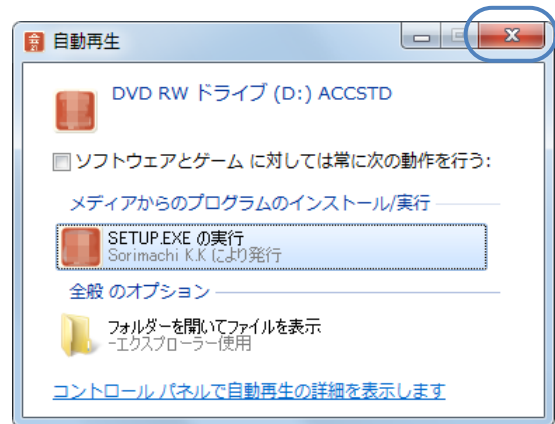 自動再生
DVD RW ドライブ (D:) ACCSTD
ソフトウェアとゲーム に対しては常に次の動作を行う:
メディアからのプログラムのインストール/実行
SETUP.EXE の実行
Sorimachi K.K により発行
全般 のオプション
フォルダーを開いてファイルを表示
-エクスプローラー使用
コントロール パネルで自動再生の詳細を表示します